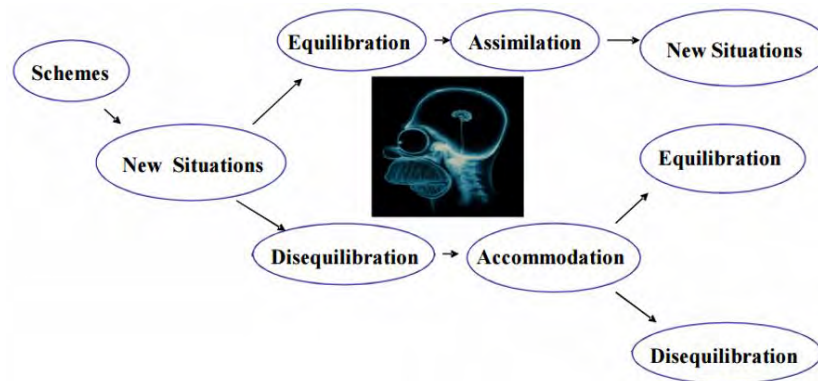 Schemes
New Situations
Equilibration
Assimilation
New Situations
Disequilibration
Accommodation
Equilibration
Disequilibration